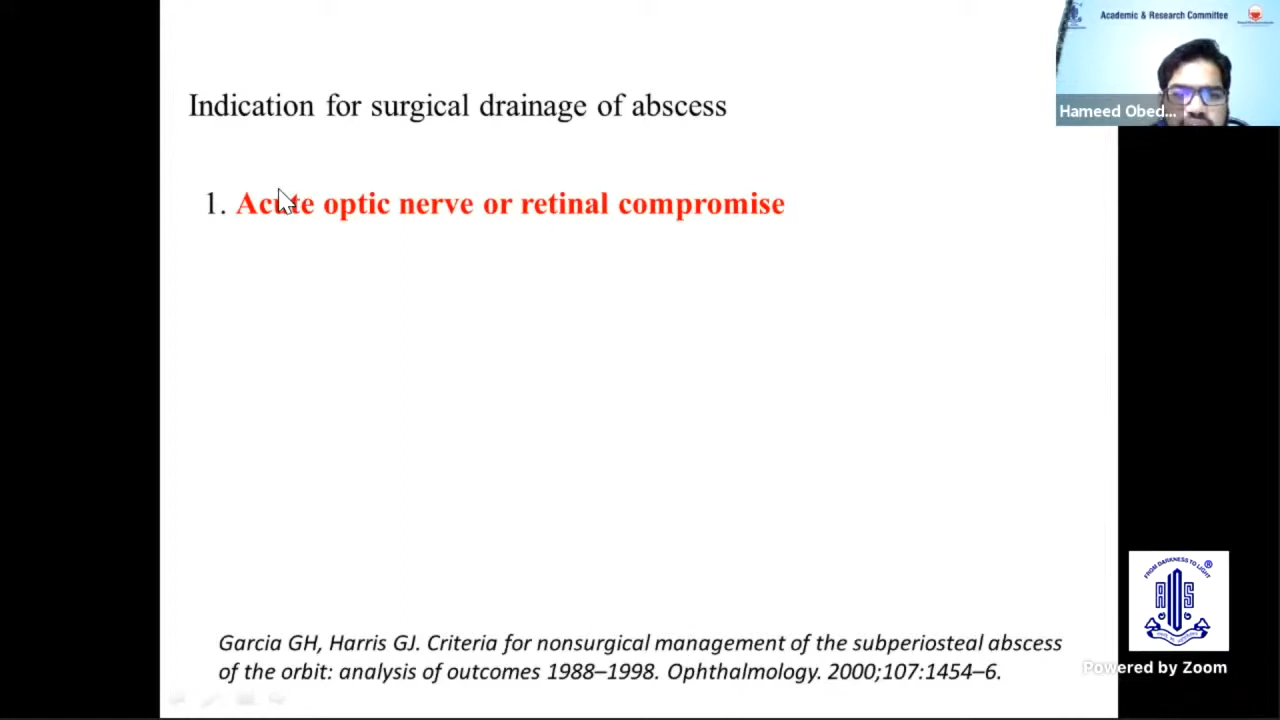 Academic & Research Committee
Hameed Obed...
Indication for surgical drainage of abscess
1. Acute optic nerve or retinal compromise
FROM DARKNESS TO LIGHT
®
AIOS
Garcia GH, Harris GJ. Criteria for nonsurgical management of the subperiosteal abscess
of the orbit: analysis of outcomes 1988–1998. Ophthalmology. 2000;107:1454–6.
Powered by Zoom